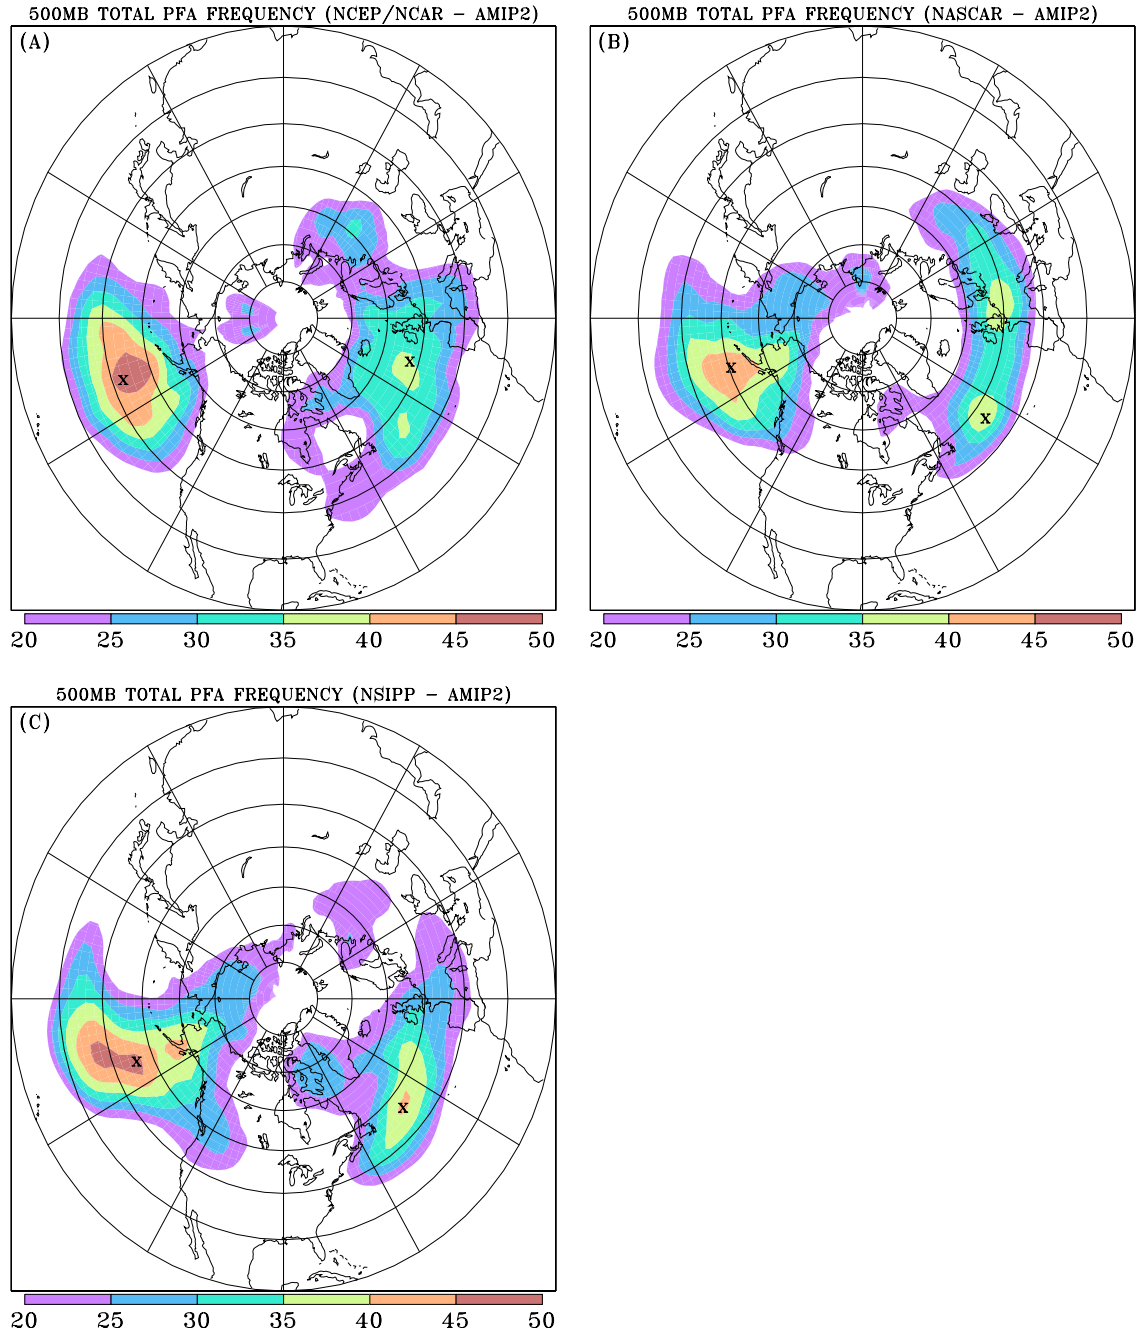 500MB TOTAL PFA FREQUENCY (NCEP/NCAR – AMIP2)
(A)
X
X
20 25 30 35 40 45 50
500MB TOTAL PFA FREQUENCY (NASCAR – AMIP2)
(B)
X
X
20 25 30 35 40 45 50
500MB TOTAL PFA FREQUENCY (NSIPP – AMIP2)
(C)
X
X
20 25 30 35 40 45 50